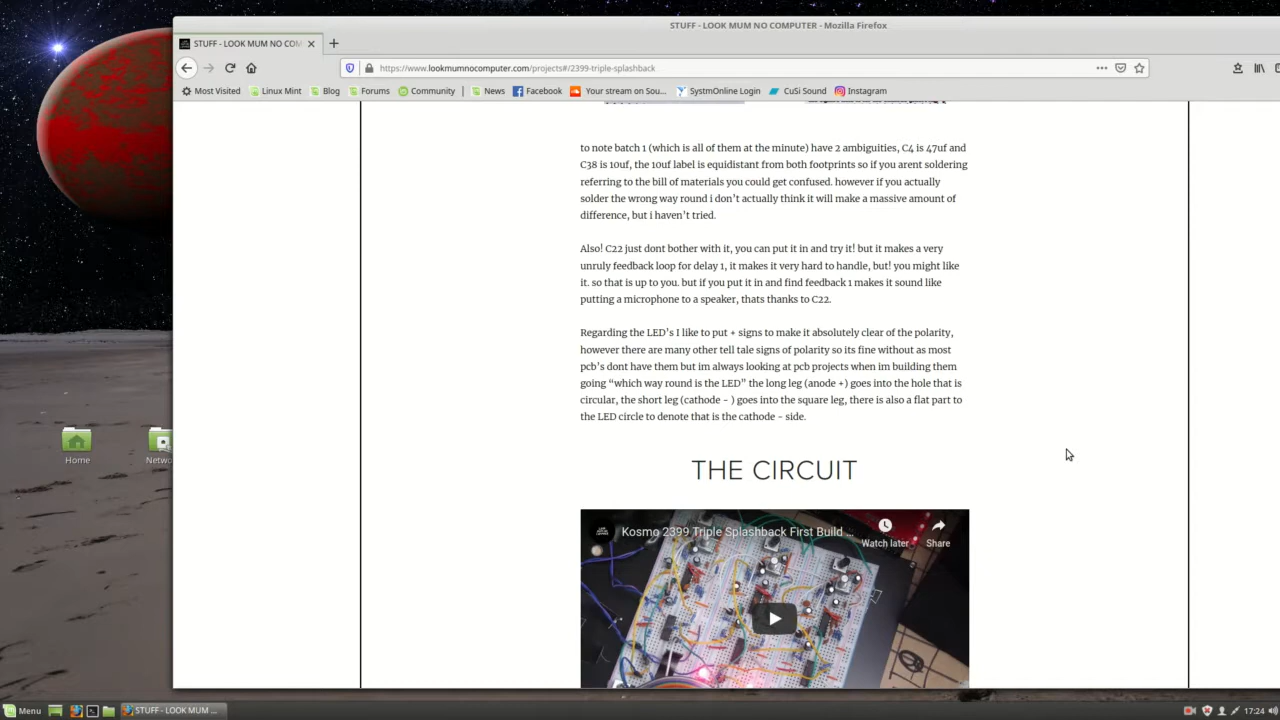 STUFF - LOOK MUM NO COMPUTER - Mozilla Firefox
STUFF - LOOK MUM NO COM
https://www.lookmumnocomputer.com/projects#/2399-triple-splashback
Most Visited Linux Mint Blog Forums Community News Facebook Your stream on Sou... SystmOnline Login CuSi Sound Instagram
to note batch 1 (which is all of them at the minute) have 2 ambiguities, C4 is 47uf and
C38 is 10uf, the 10uf label is equidistant from both footprints so if you arent soldering
referring to the bill of materials you could get confused. however if you actually
solder the wrong way round i don't actually think it will make a massive amount of
difference, but i haven't tried.
Also! C22 just dont bother with it, you can put it in and try it! but it makes a very
unruly feedback loop for delay 1, it makes it very hard to handle, but! you might like
it. so that is up to you. but if you put it in and find feedback 1 makes it sound like
putting a microphone to a speaker, thats thanks to C22.
Regarding the LED's I like to put + signs to make it absolutely clear of the polarity,
however there are many other tell tale signs of polarity so its fine without as most
pcb's dont have them but im always looking at pcb projects when im building them
going “which way round is the LED” the long leg (anode +) goes into the hole that is
circular, the short leg (cathode - ) goes into the square leg, there is also a flat part to
the LED circle to denote that is the cathode - side.
THE CIRCUIT
Kosmo 2399 Triple Splashback First Build ...
Watch later
Share
Home
Netwo
Menu
STUFF - LOOK MUM ...
17:24